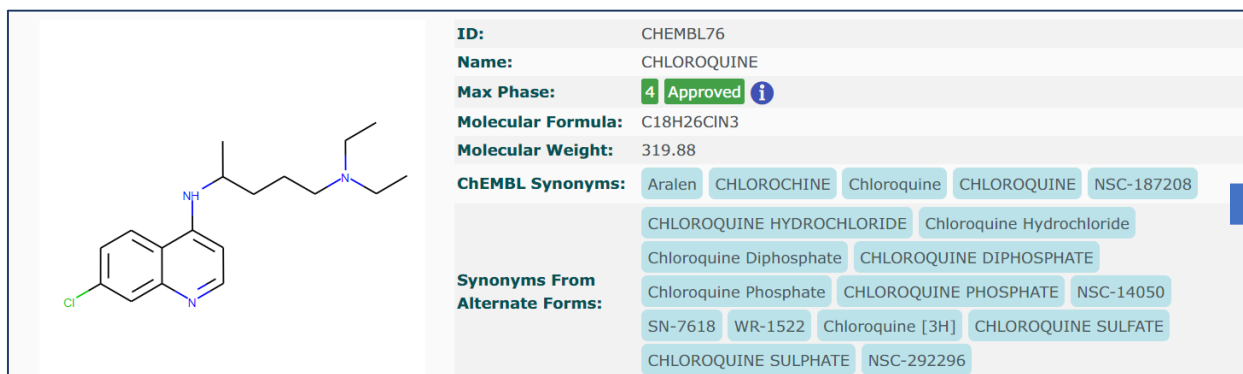 ID: CHEMBL76
Name: CHLOROQUINE
Max Phase: 4 Approved i
Molecular Formula: C18H26ClN3
Molecular Weight: 319.88
ChEMBL Synonyms: Aralen CHLOROCHINE Chloroquine CHLOROQUINE NSC-187208
Synonyms From Alternate Forms:
CHLOROQUINE HYDROCHLORIDE Chloroquine Hydrochloride
Chloroquine Diphosphate CHLOROQUINE DIPHOSPHATE
Chloroquine Phosphate CHLOROQUINE PHOSPHATE NSC-14050
SN-7618 WR-1522 Chloroquine [3H] CHLOROQUINE SULFATE
CHLOROQUINE SULPHATE NSC-292296
NH
N
Cl
N